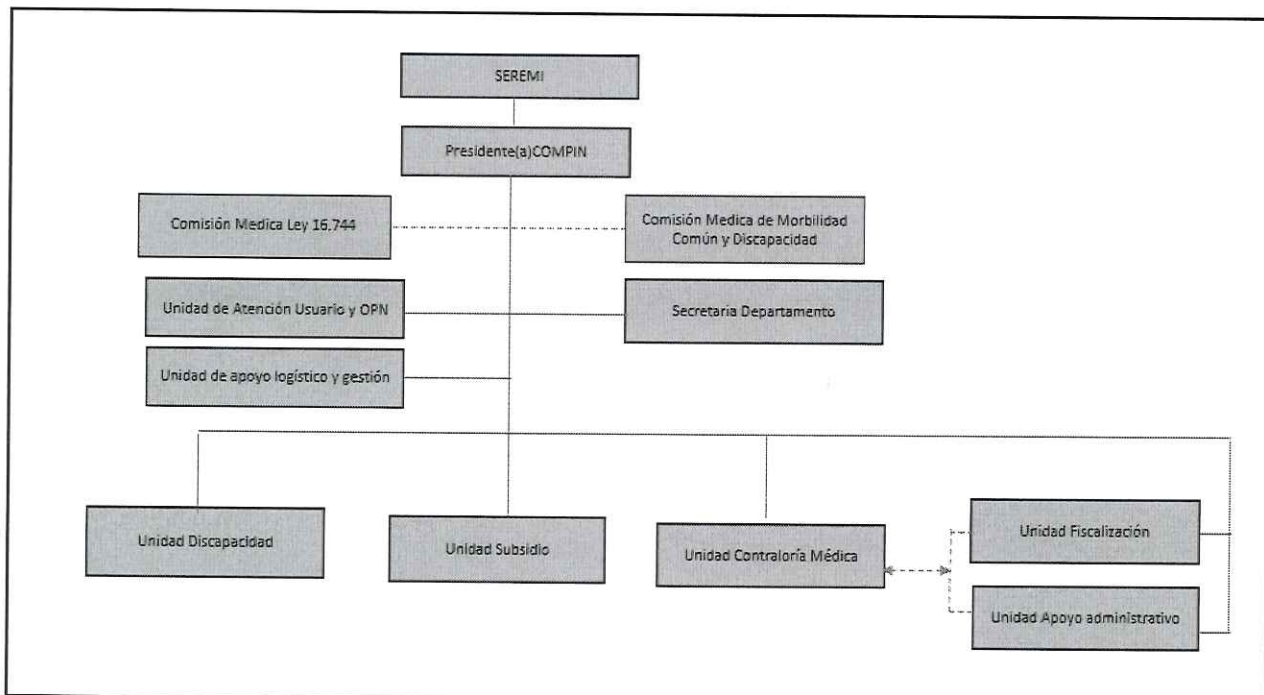 SEREMI
Presidente(a)COMPIN
Comisión Medica Ley 16.744
Comisión Medica de Morbilidad
Común y Discapacidad
Unidad de Atención Usuario y OPN
Secretaria Departamento
Unidad de apoyo logístico y gestión
Unidad Discapacidad
Unidad Subsidio
Unidad Contraloría Médica
Unidad Fiscalización
Unidad Apoyo administrativo